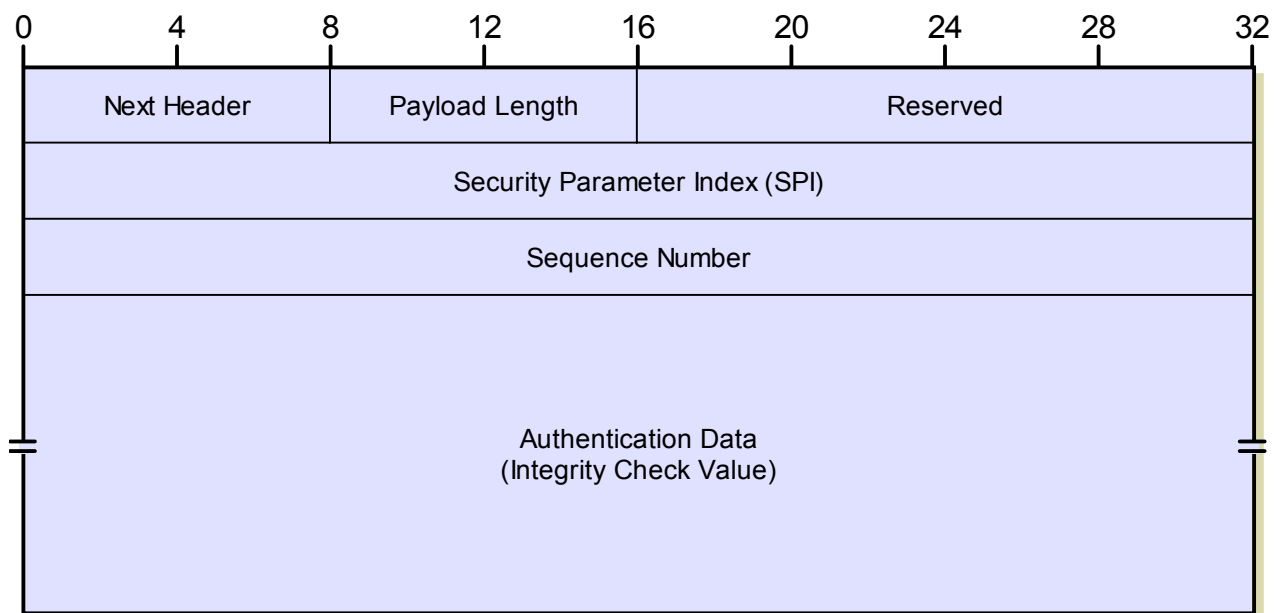 0 4 8 12 16 20 24 28 32
Next Header Payload Length Reserved
Security Parameter Index (SPI)
Sequence Number
Authentication Data
(Integrity Check Value)